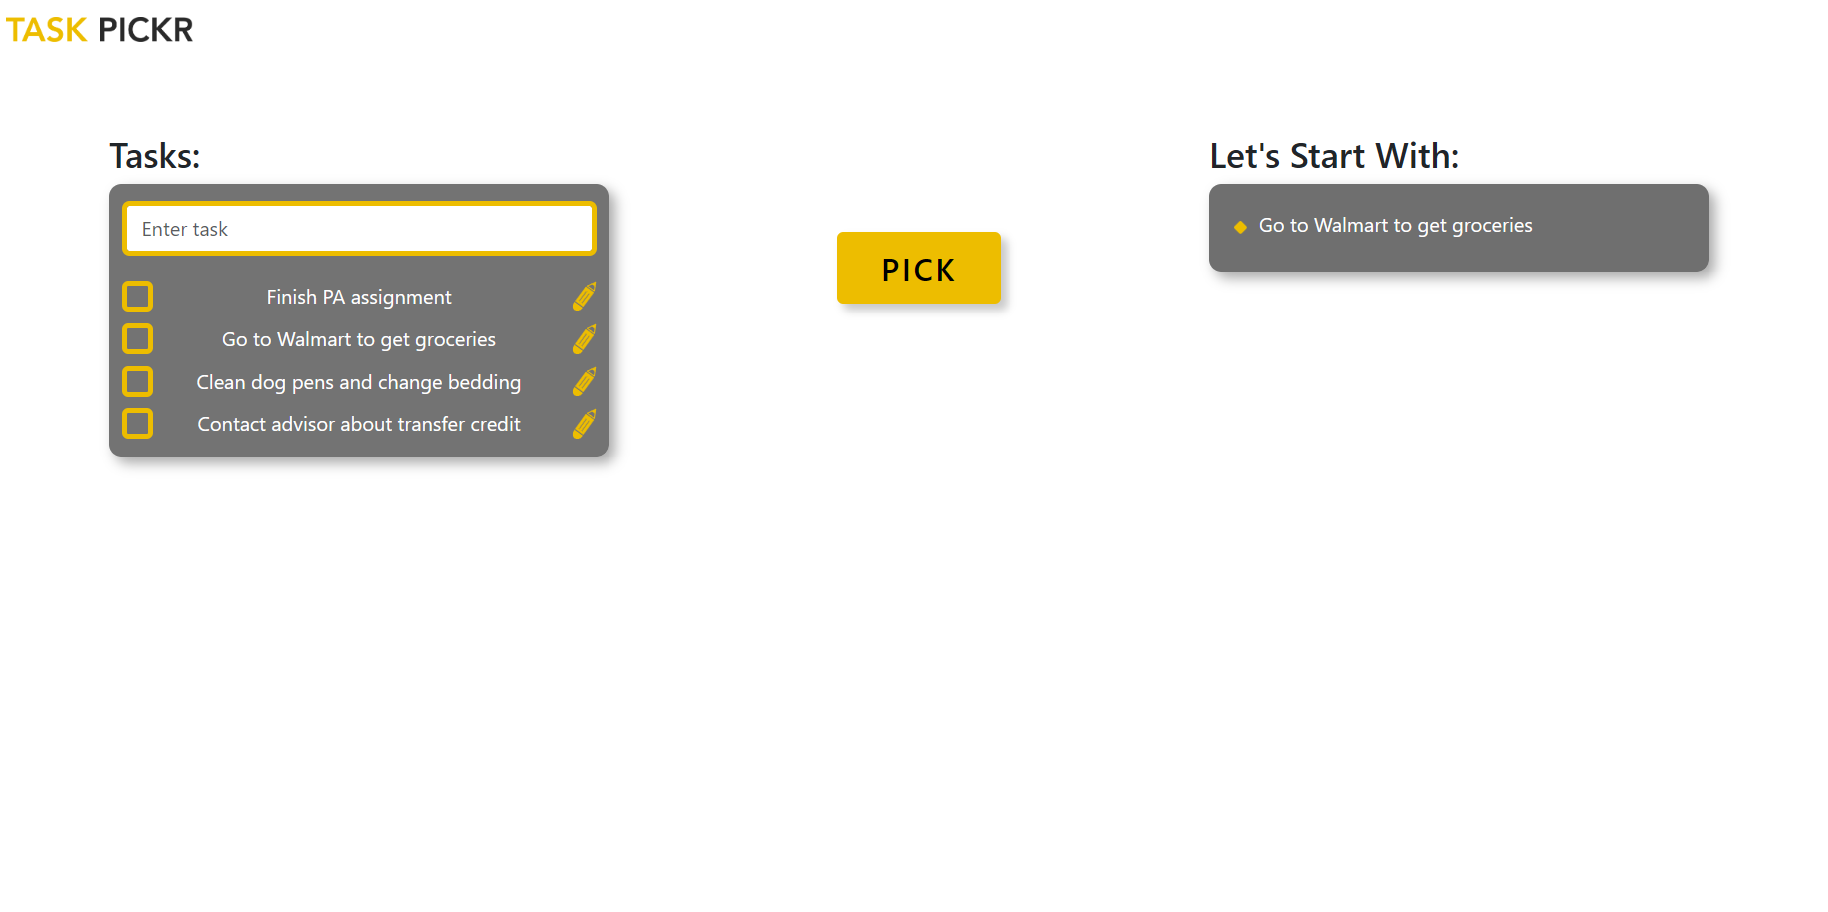 TASK PICKR
Tasks:
Enter task
Finish PA assignment
Go to Walmart to get groceries
Clean dog pens and change bedding
Contact advisor about transfer credit
PICK
Let's Start With:
Go to Walmart to get groceries